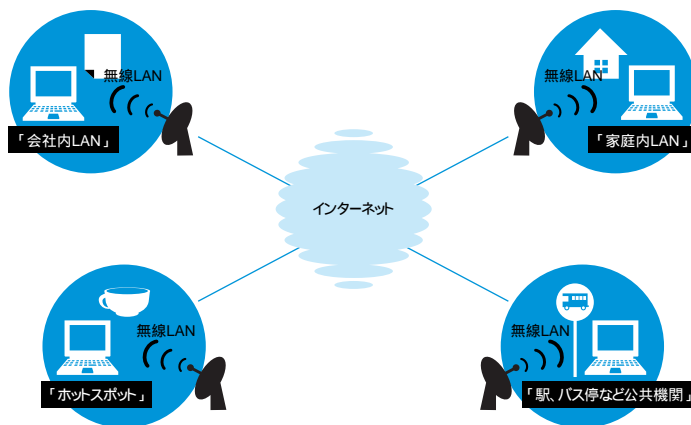 無線LAN
「会社内LAN」
無線LAN
「家庭内LAN」
インターネット
無線LAN
「ホットスポット」
無線LAN
「駅、バス停など公共機関」